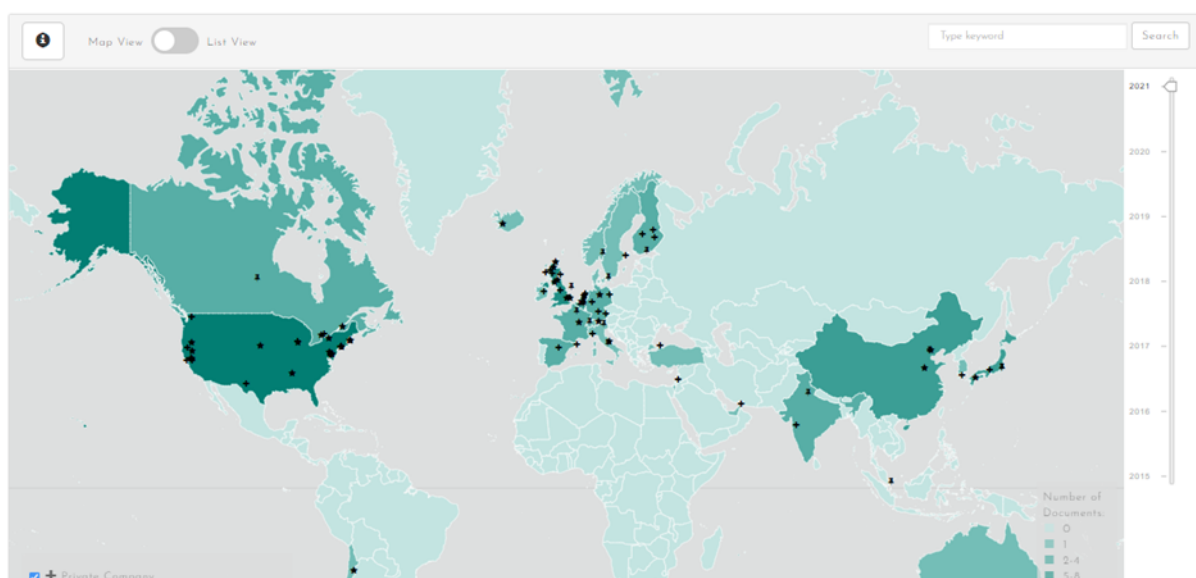 Map View
List View
Type keyword
Search
2021
2020
2019
2018
2017
2016
2015
Number of
Documents:
0
1
2-4
5-8
Private Company